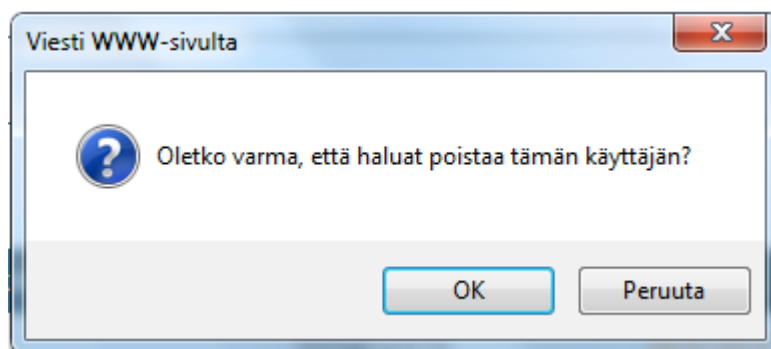 Viesti WWW-sivulta
Oletko varma, että haluat poistaa tämän käyttäjän?
OK
Peruuta